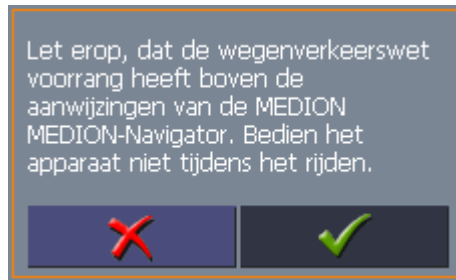 Let erop, dat de wegenverkeerswet
voorrang heeft boven de
aanwijzingen van de MEDION
MEDION-Navigator. Bedien het
apparaat niet tijdens het rijden.